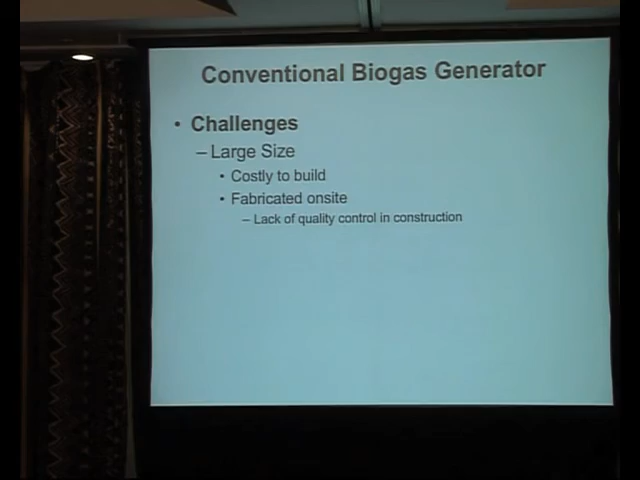 Conventional Biogas Generator
• Challenges
– Large Size
• Costly to build
• Fabricated onsite
– Lack of quality control in construction